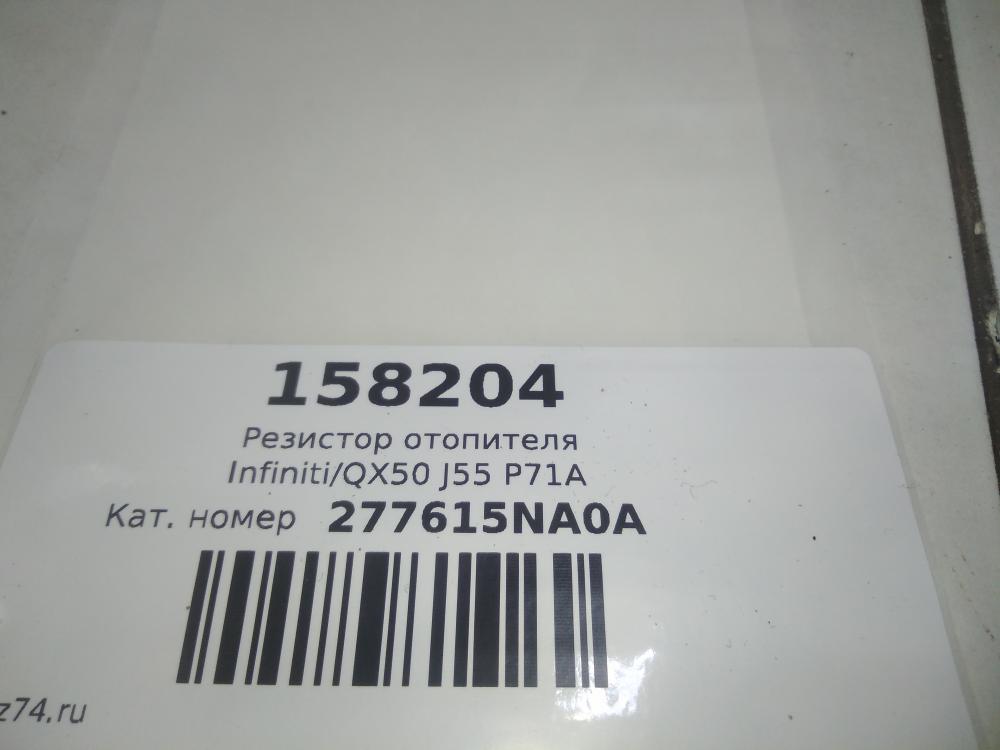 158204
Резистор отопителя
Infiniti/QX50 J55 P71A
Кат. номер 277615NA0A
z74.ru